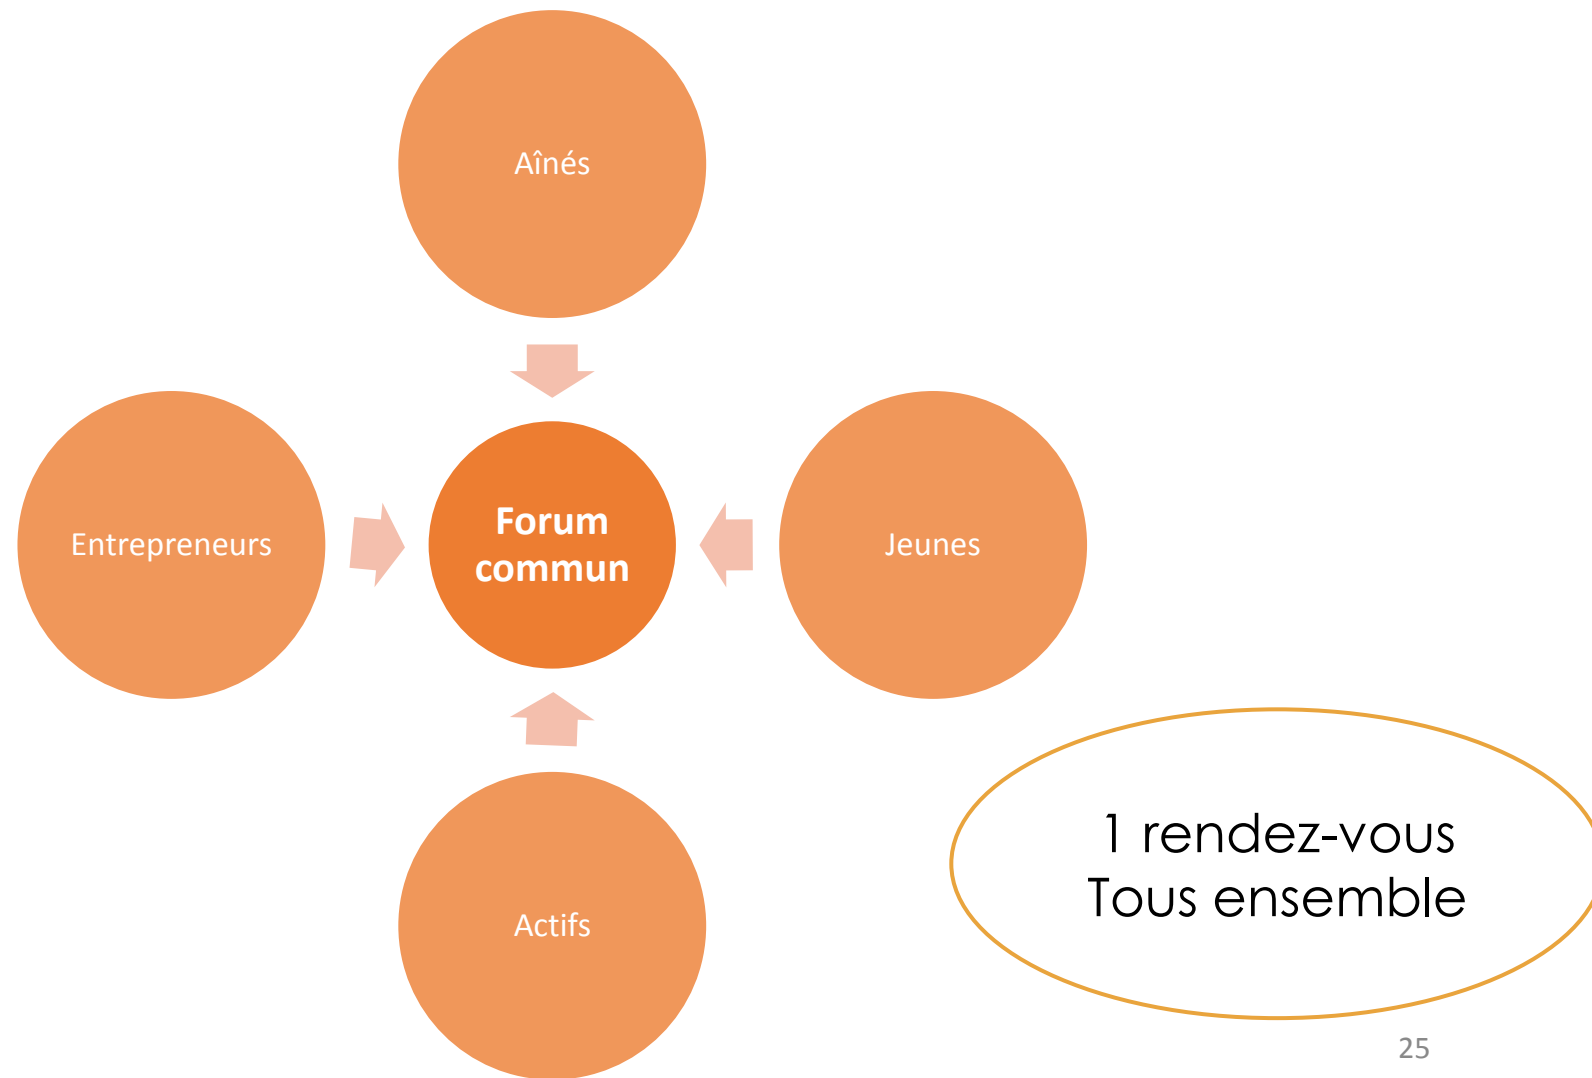 Aînés
Entrepreneurs
Forum
commun
Jeunes
Actifs
1 rendez-vous
Tous ensemble
25